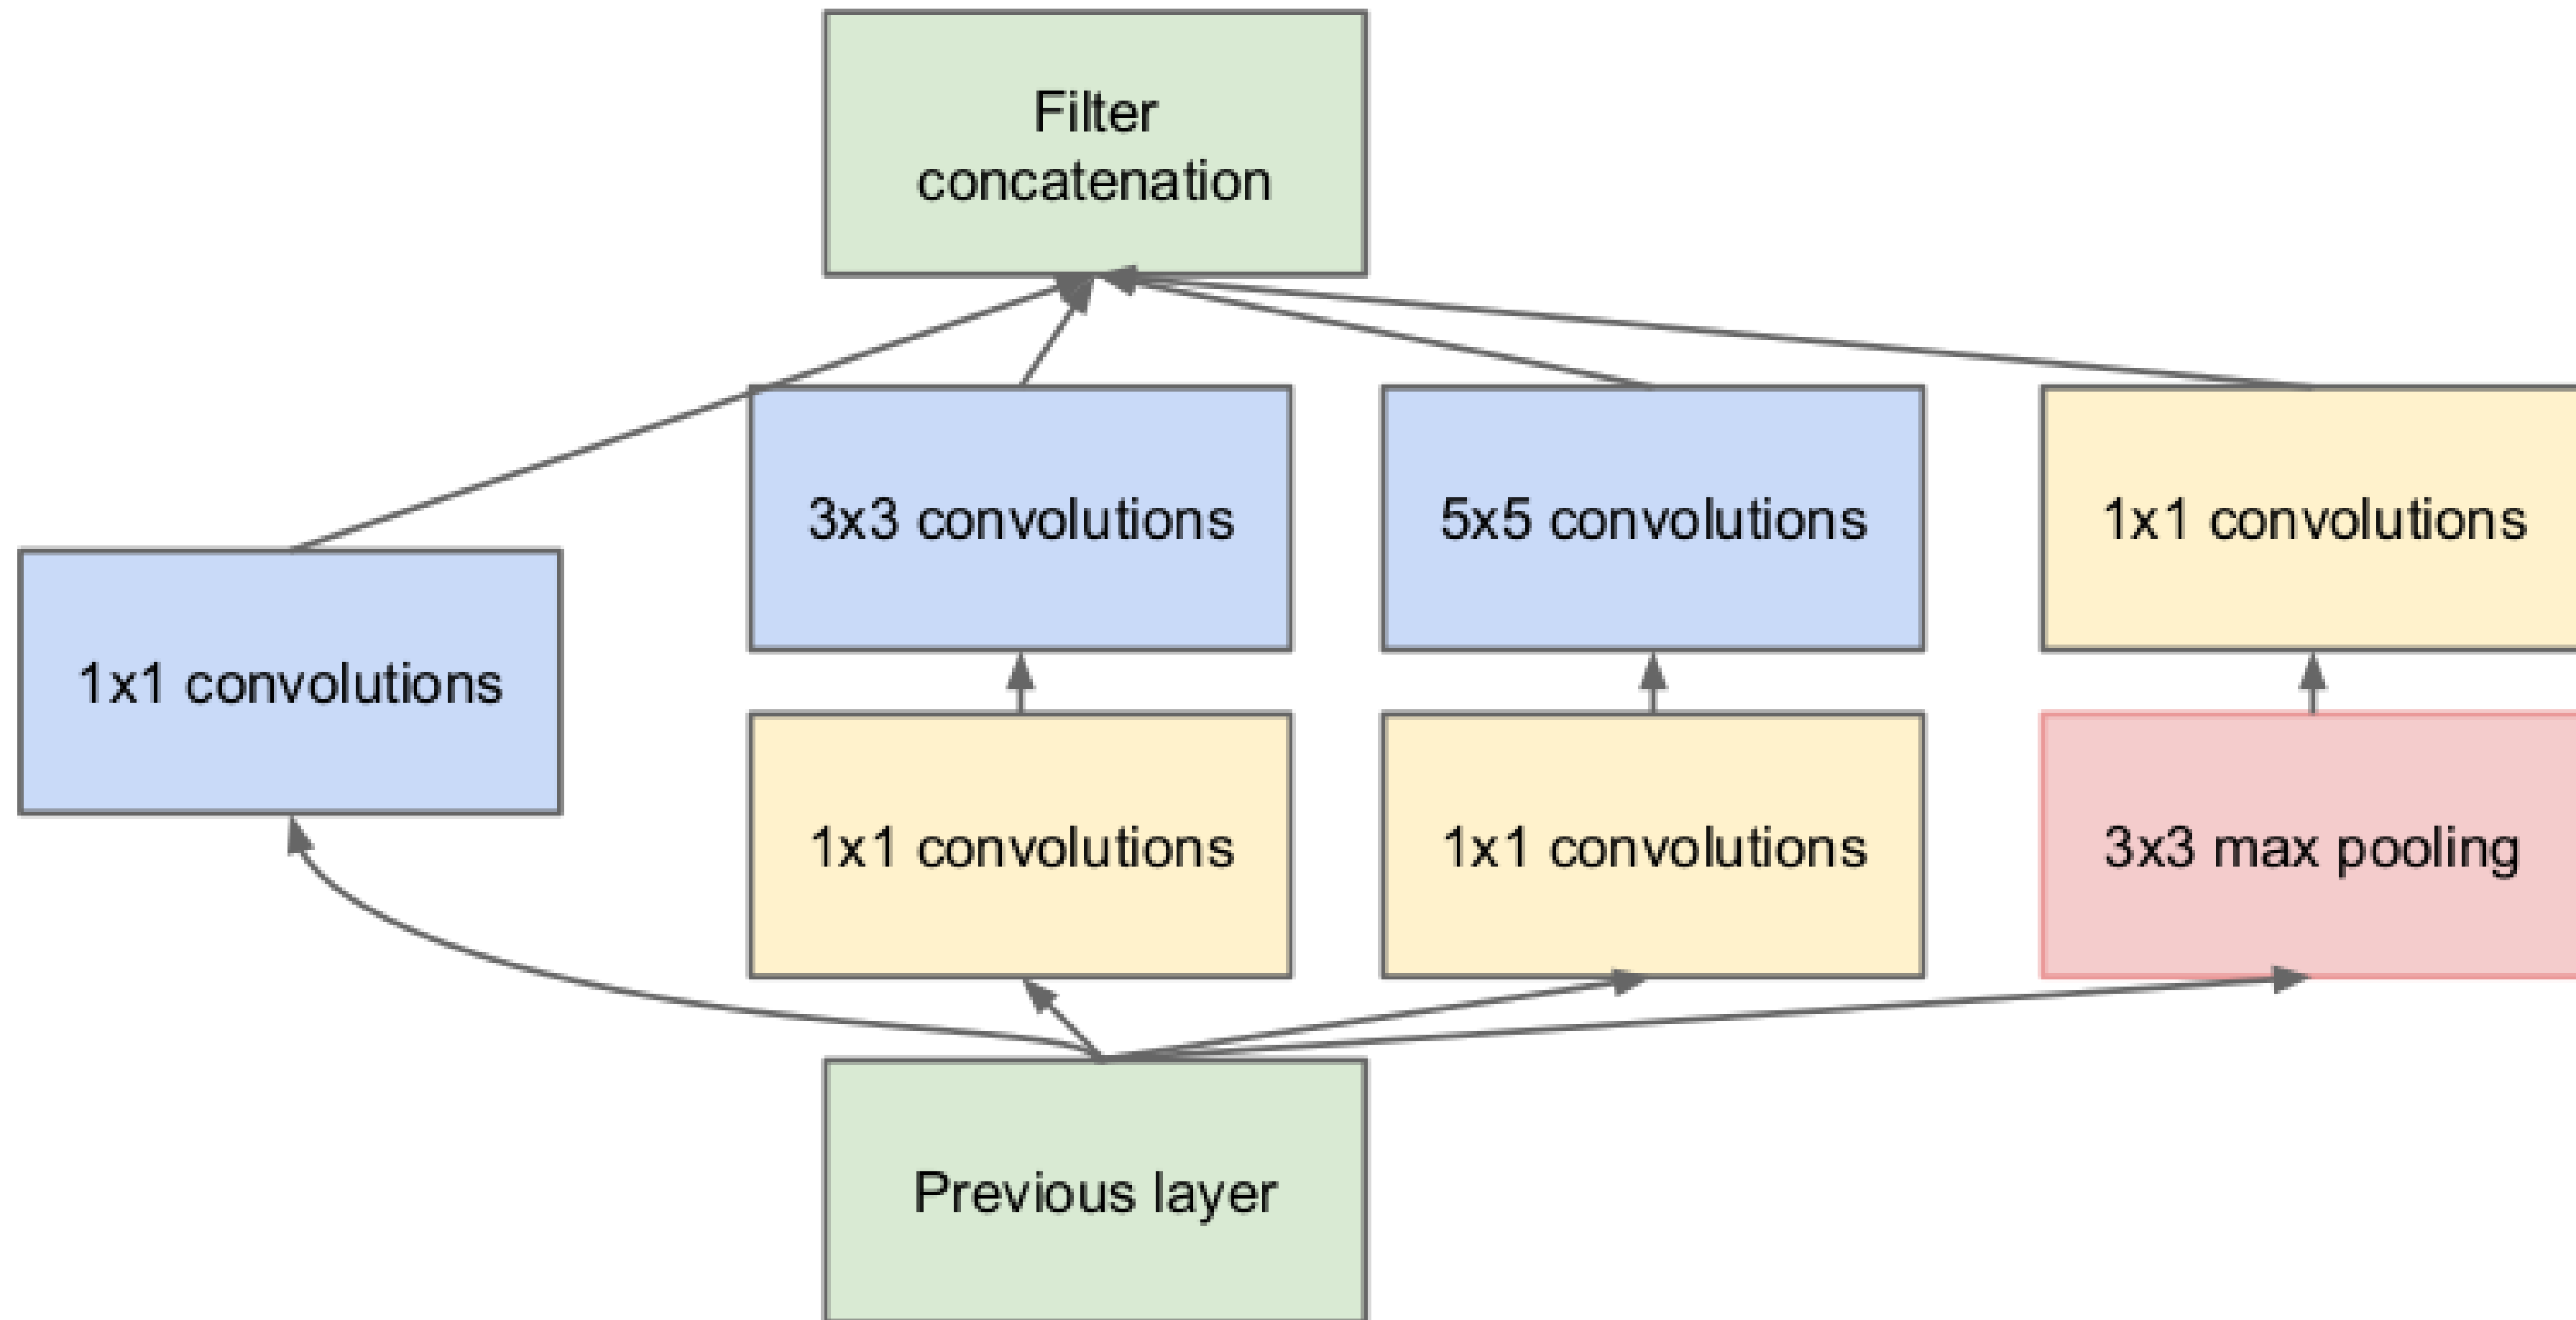 Filter
concatenation
3x3 convolutions
5x5 convolutions
1x1 convolutions
1x1 convolutions
1x1 convolutions
1x1 convolutions
3x3 max pooling
Previous layer